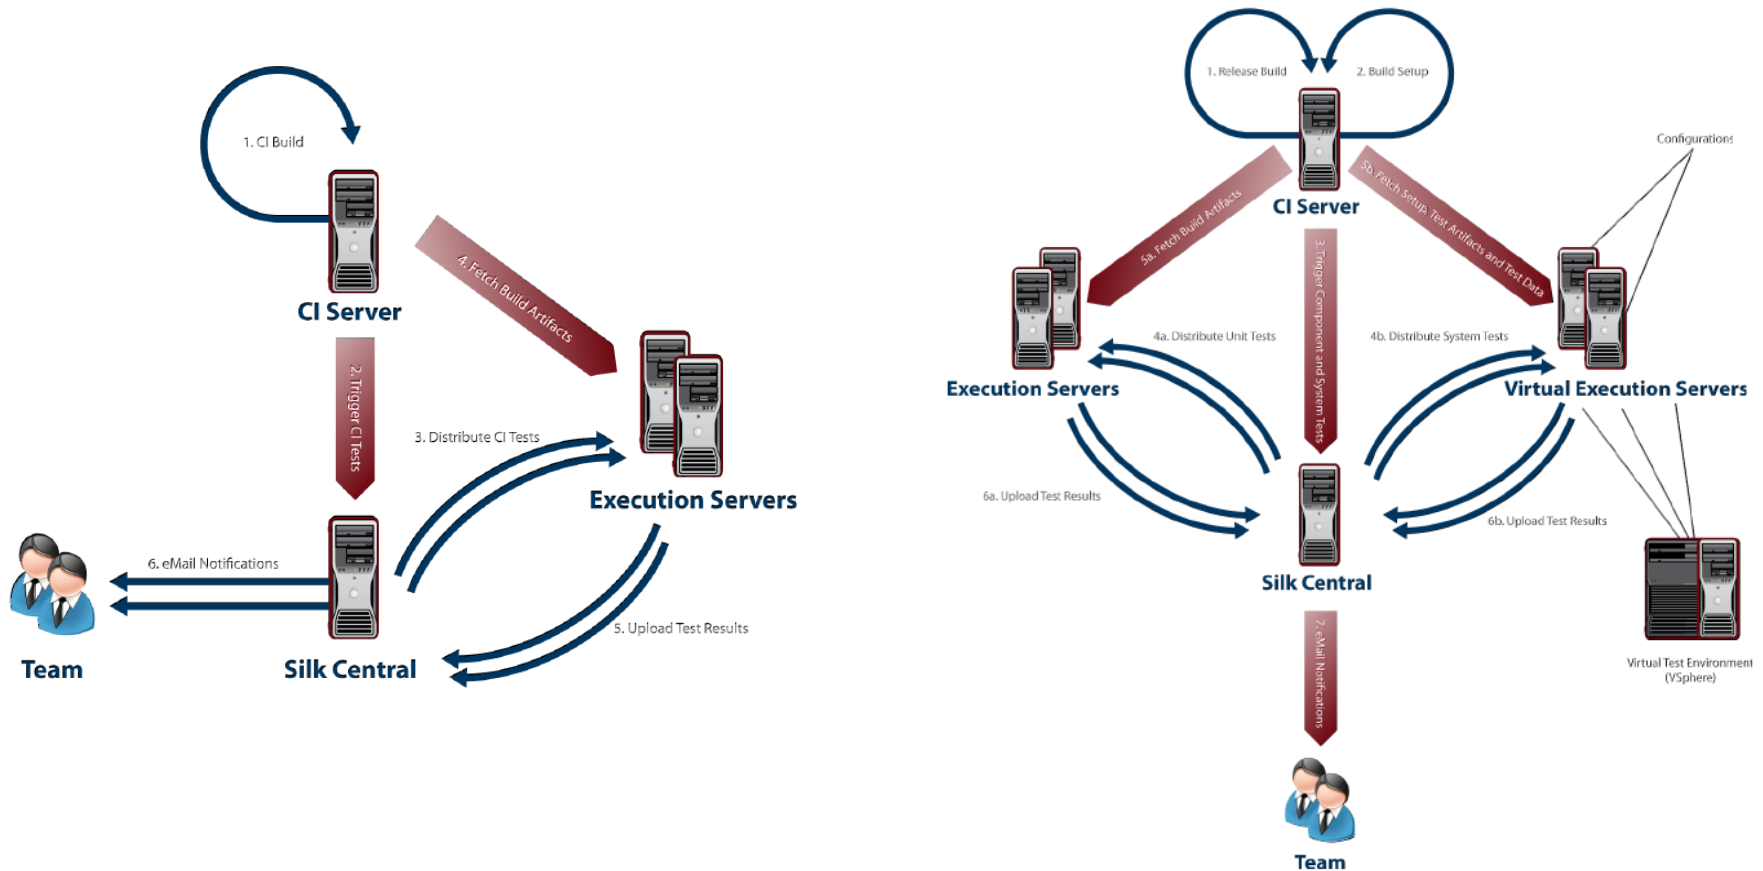 1. CI Build
CI Server
4. Fetch Build Artifacts
2. Trigger CI Tests
3. Distribute CI Tests
Execution Servers
6. eMail Notifications
5. Upload Test Results
Team
Silk Central
1. Release Build
2. Build Setup
Configurations
CI Server
5a. Fetch Build Artifacts
5b. Fetch Setup, Test Artifacts and Test Data
3. Trigger Component and System Tests
4a. Distribute Unit Tests
4b. Distribute System Tests
Execution Servers
Virtual Execution Servers
6a. Upload Test Results
6b. Upload Test Results
Silk Central
7. eMail Notifications
Virtual Test Environment
(VSphere)
Team